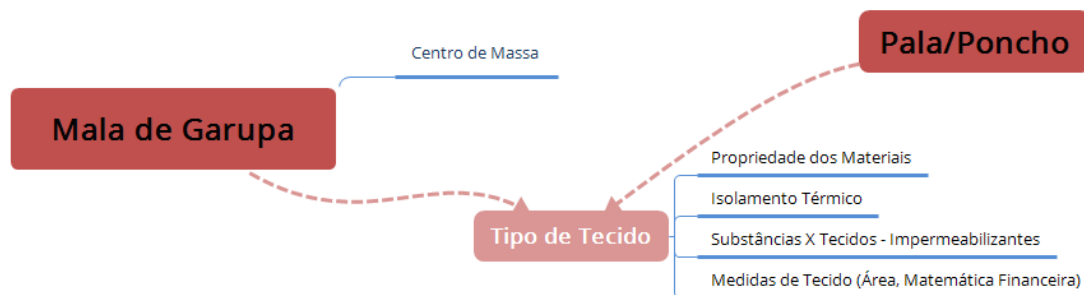 Pala/Poncho
Centro de Massa
Mala de Garupa
Propriedade dos Materiais
Isolamento Térmico
Tipo de Tecido
Substâncias X Tecidos - Impermeabilizantes
Medidas de Tecido (Área, Matemática Financeira)